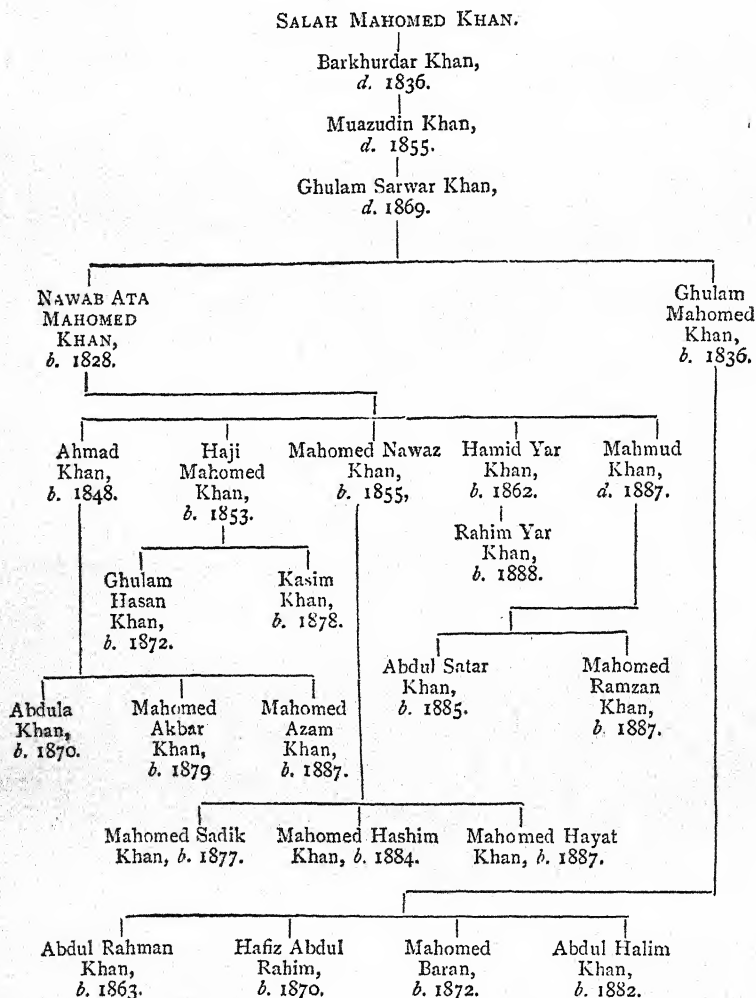 SALAH MAHOMED KHAN.
Barkhurdar Khan,
d. 1836.
Muazudin Khan,
d. 1855.
Ghulam Sarwar Khan,
d. 1869.
NAWAB ATA
MAHOMED
KHAN,
b. 1828.
Ghulam
Mahomed
Khan,
b. 1836.
Ahmad
Khan,
b. 1848.
Haji
Mahomed
Khan,
b. 1853.
Mahomed Nawaz
Khan,
b. 1855,
Hamid Yar
Khan,
b. 1862.
Mahmud
Khan,
d. 1887.
Rahim Yar
Khan,
b. 1888.
Ghulam
Hasan
Khan,
b. 1872.
Kasim
Khan,
b. 1878.
Abdul Satar
Khan,
b. 1885.
Mahomed
Ramzan
Khan,
b. 1887.
Abdula
Khan,
b. 1870.
Mahomed
Akbar
Khan,
b. 1879
Mahomed
Azam
Khan,
b. 1887.
Mahomed Sadik
Khan, b. 1877.
Mahomed Hashim
Khan, b. 1884.
Mahomed Hayat
Khan, b. 1887.
Abdul Rahman
Khan,
b. 1863.
Hafiz Abdul
Rahim,
b. 1870.
Mahomed
Baran,
b. 1872.
Abdul Halim
Khan,
b. 1882.